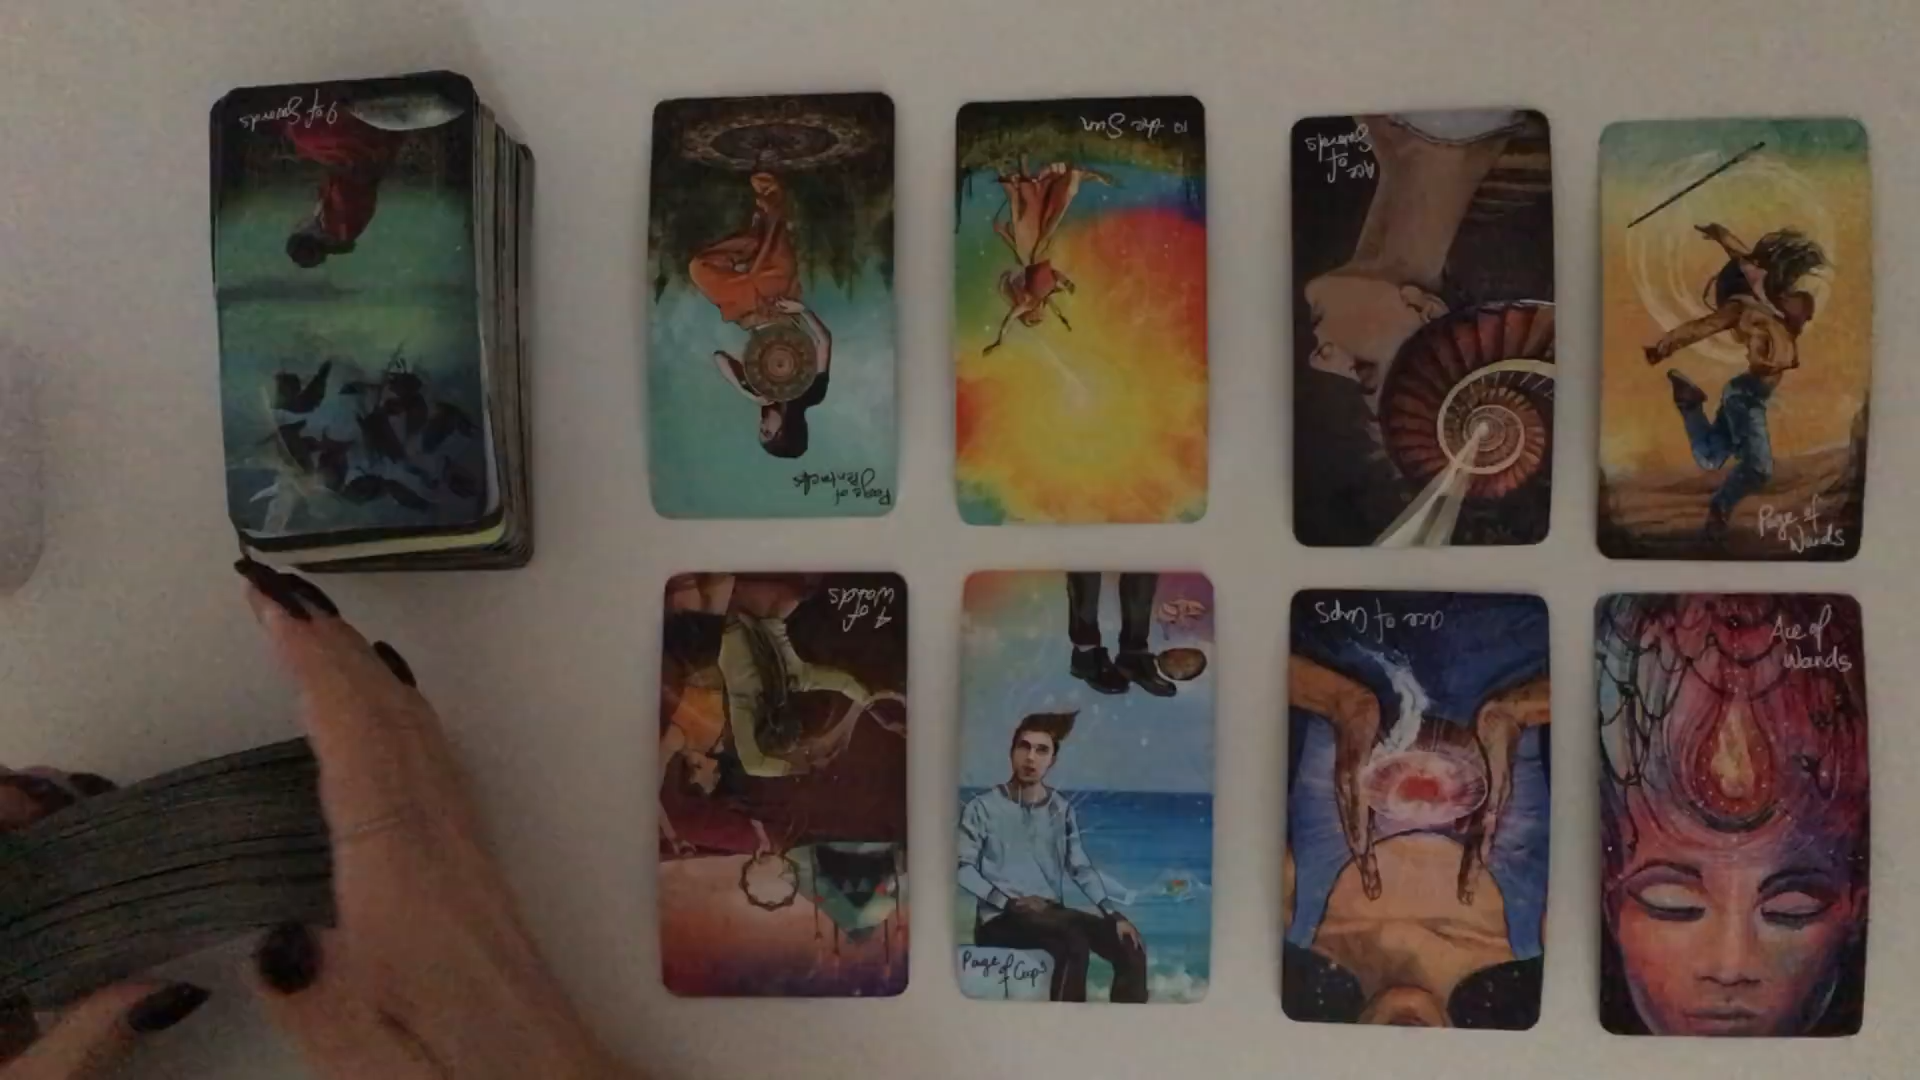 9 of Swords
Page of
Pentacles
19 the Sun
Ace of
Swords
Page of
Wands
4 of
Wands
Page of Cups
ace of Cups
Ace of
Wands